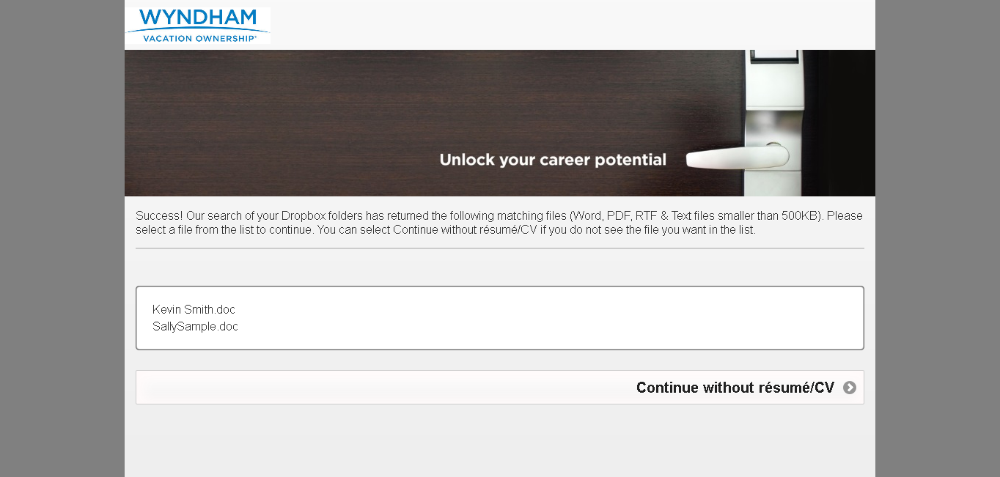 WYNDHAM
VACATION OWNERSHIP®
Unlock your career potential
Success! Our search of your Dropbox folders has returned the following matching files (Word, PDF, RTF & Text files smaller than 500KB). Please
select a file from the list to continue. You can select Continue without résumé/CV if you do not see the file you want in the list.
Kevin Smith.doc
SallySample.doc
Continue without résumé/CV